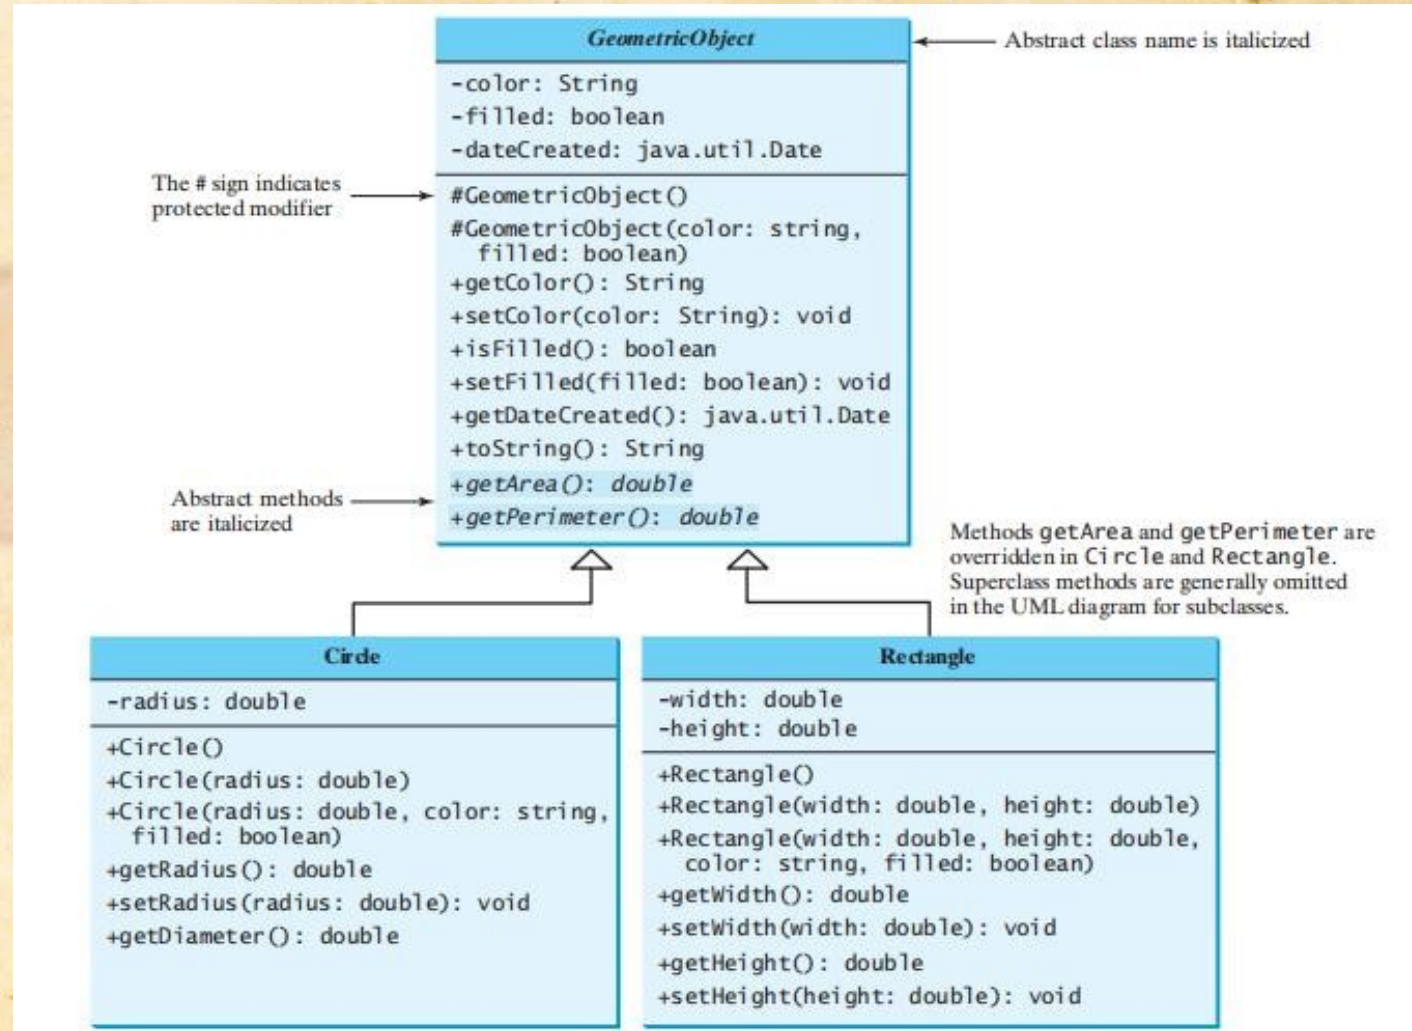 GeometricObject
Abstract class name is italicized
-color: String
-filled: boolean
-dateCreated: java.util.Date
The # sign indicates
protected modifier
#GeometricObject()
#GeometricObject(color: string,
filled: boolean)
+getColor(): String
+setColor(color: String): void
+isFilled(): boolean
+setFilled(filled: boolean): void
+getDateCreated(): java.util.Date
+toString(): String
+getArea(): double
+getPerimeter(): double
Abstract methods
are italicized
Methods getArea and getPerimeter are
overridden in Circle and Rectangle.
Superclass methods are generally omitted
in the UML diagram for subclasses.
Circle
-radius: double
+Circle()
+Circle(radius: double)
+Circle(radius: double, color: string,
filled: boolean)
+getRadius(): double
+setRadius(radius: double): void
+getDiameter(): double
Rectangle
-width: double
-height: double
+Rectangle()
+Rectangle(width: double, height: double)
+Rectangle(width: double, height: double,
color: string, filled: boolean)
+getWidth(): double
+setWidth(width: double): void
+getHeight(): double
+setHeight(height: double): void